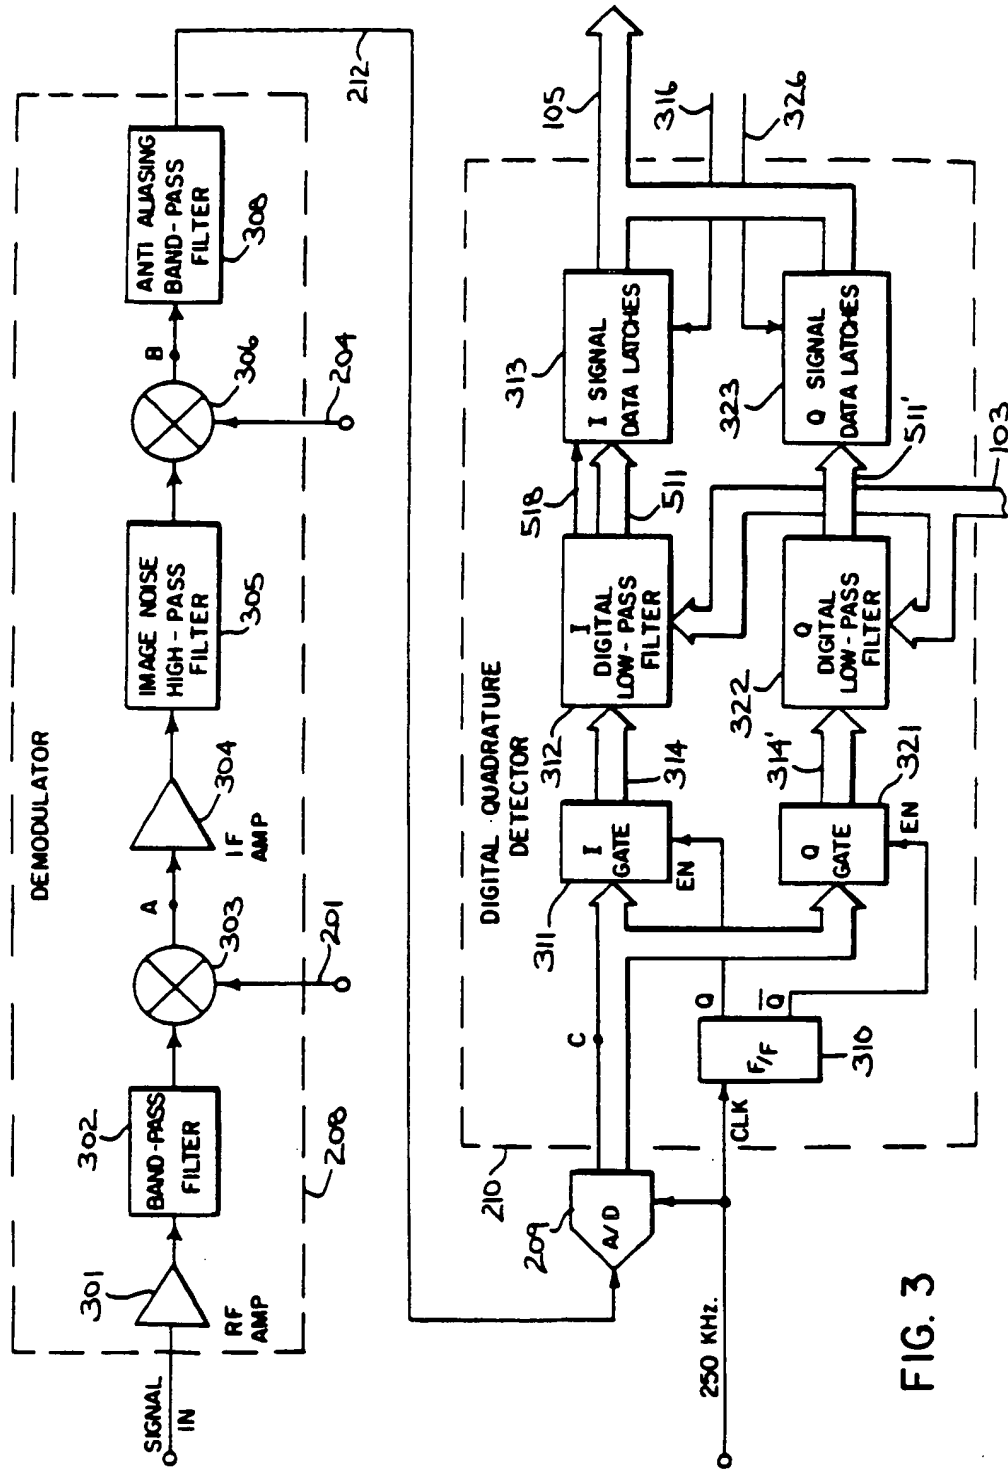 DEMODULATOR
SIGNAL
IN
301
RF
AMP
302
BAND-PASS
FILTER
208
303
201
A
304
IF
AMP
IMAGE NOISE
HIGH-PASS
FILTER
305
306
204
B
ANTI ALIASING
BAND-PASS
FILTER
308
212
DIGITAL QUADRATURE
DETECTOR
210
209
A/D
250 KHz.
CLK
C
F/F
310
Q
Q̅
311
I
GATE
EN
314
Q
GATE
EN
321
314'
312
I
DIGITAL
LOW-PASS
FILTER
322
Q
DIGITAL
LOW-PASS
FILTER
518
511
511'
103
313
I SIGNAL
DATA LATCHES
323
Q SIGNAL
DATA LATCHES
105
316
326
FIG. 3